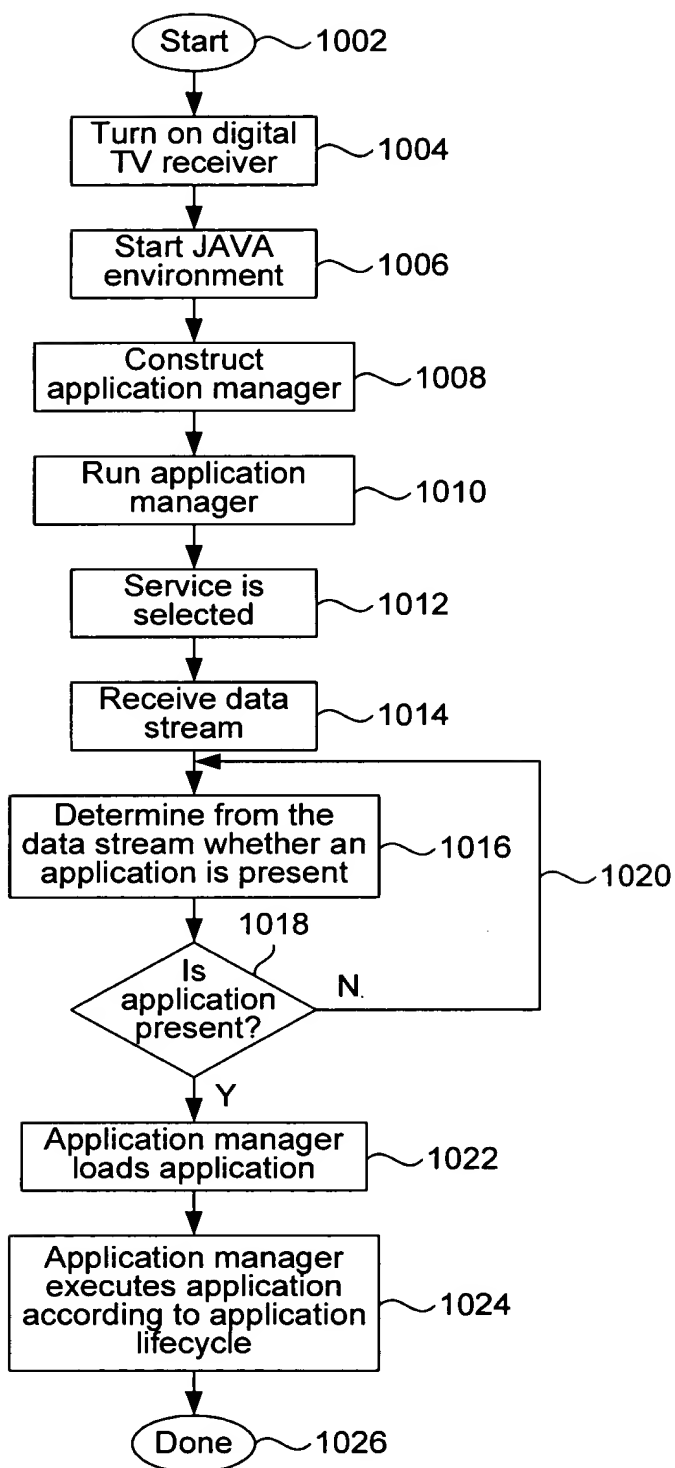 Start
1002
Turn on digital
TV receiver
1004
Start JAVA
environment
1006
Construct
application manager
1008
Run application
manager
1010
Service is
selected
1012
Receive data
stream
1014
Determine from the
data stream whether an
application is present
1016
1020
1018
Is
application
present?
N
Y
Application manager
loads application
1022
Application manager
executes application
according to application
lifecycle
1024
Done
1026